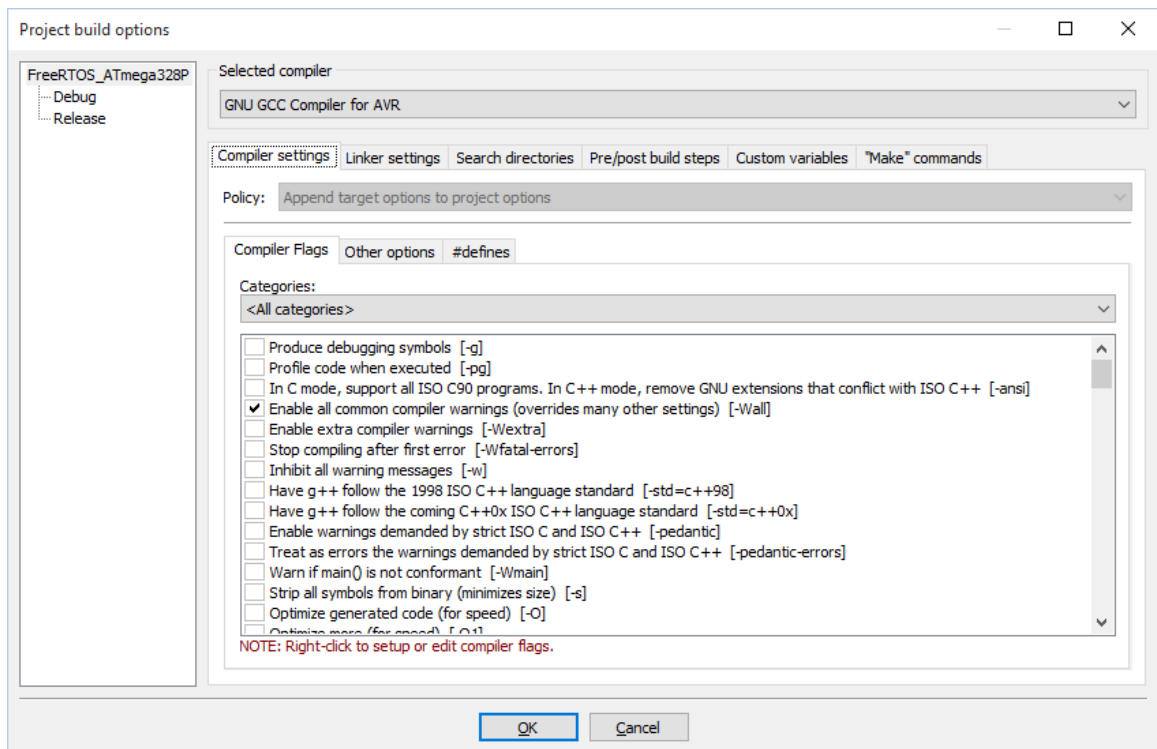 Project build options
FreeRTOS_ATmega328P
Debug
Release
Selected compiler
GNU GCC Compiler for AVR
Compiler settings Linker settings Search directories Pre/post build steps Custom variables "Make" commands
Policy: Append target options to project options
Compiler Flags Other options #defines
Categories:
<All categories>
Produce debugging symbols [-g]
Profile code when executed [-pg]
In C mode, support all ISO C90 programs. In C++ mode, remove GNU extensions that conflict with ISO C++ [-ansi]
Enable all common compiler warnings (overrides many other settings) [-Wall]
Enable extra compiler warnings [-Wextra]
Stop compiling after first error [-Wfatal-errors]
Inhibit all warning messages [-w]
Have g++ follow the 1998 ISO C++ language standard [-std=c++98]
Have g++ follow the coming C++0x ISO C++ language standard [-std=c++0x]
Enable warnings demanded by strict ISO C and ISO C++ [-pedantic]
Treat as errors the warnings demanded by strict ISO C and ISO C++ [-pedantic-errors]
Warn if main() is not conformant [-Wmain]
Strip all symbols from binary (minimizes size) [-s]
Optimize generated code (for speed) [-O]
Optimize more (for speed) [-O1]
NOTE: Right-click to setup or edit compiler flags.
OK Cancel